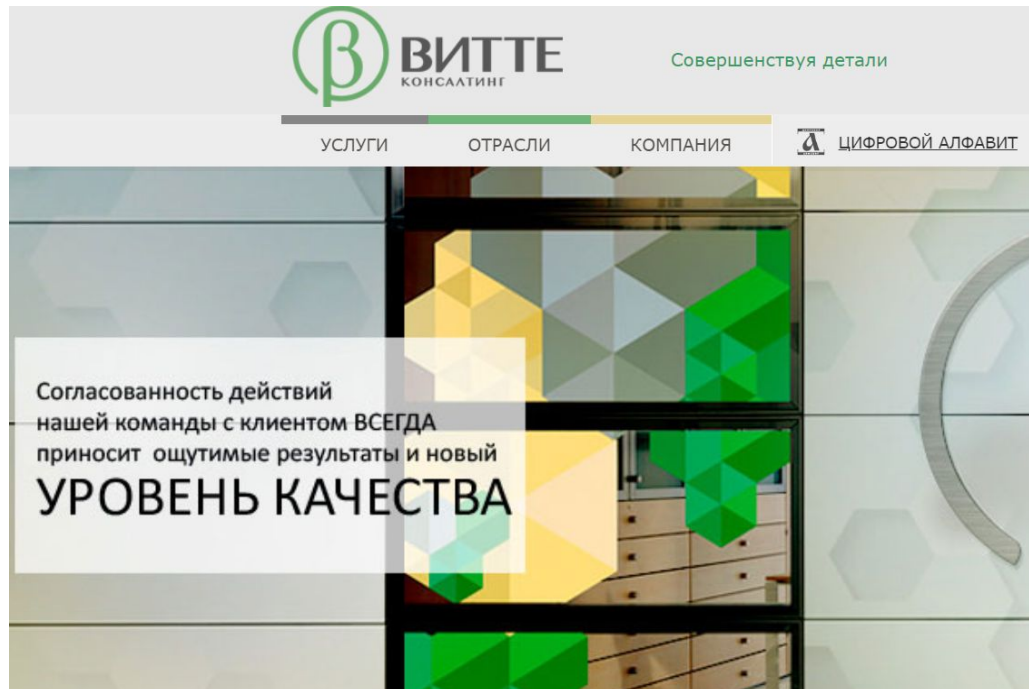 ВИТТЕ
КОНСАЛТИНГ
Совершенствуя детали
УСЛУГИ ОТРАСЛИ КОМПАНИЯ ЦИФРОВОЙ АЛФАВИТ
Согласованность действий
нашей команды с клиентом ВСЕГДА
приносит ощутимые результаты и новый
УРОВЕНЬ КАЧЕСТВА